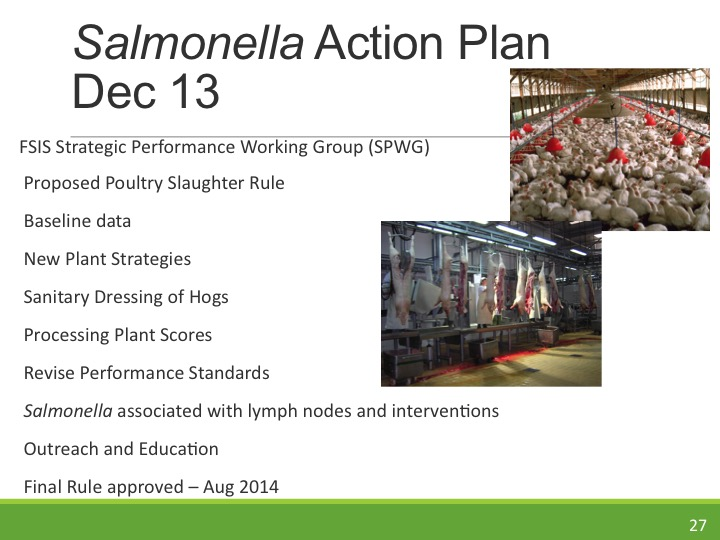 Salmonella Action Plan
Dec 13
FSIS Strategic Performance Working Group (SPWG)
Proposed Poultry Slaughter Rule
Baseline data
New Plant Strategies
Sanitary Dressing of Hogs
Processing Plant Scores
Revise Performance Standards
Salmonella associated with lymph nodes and interventions
Outreach and Education
Final Rule approved – Aug 2014
27